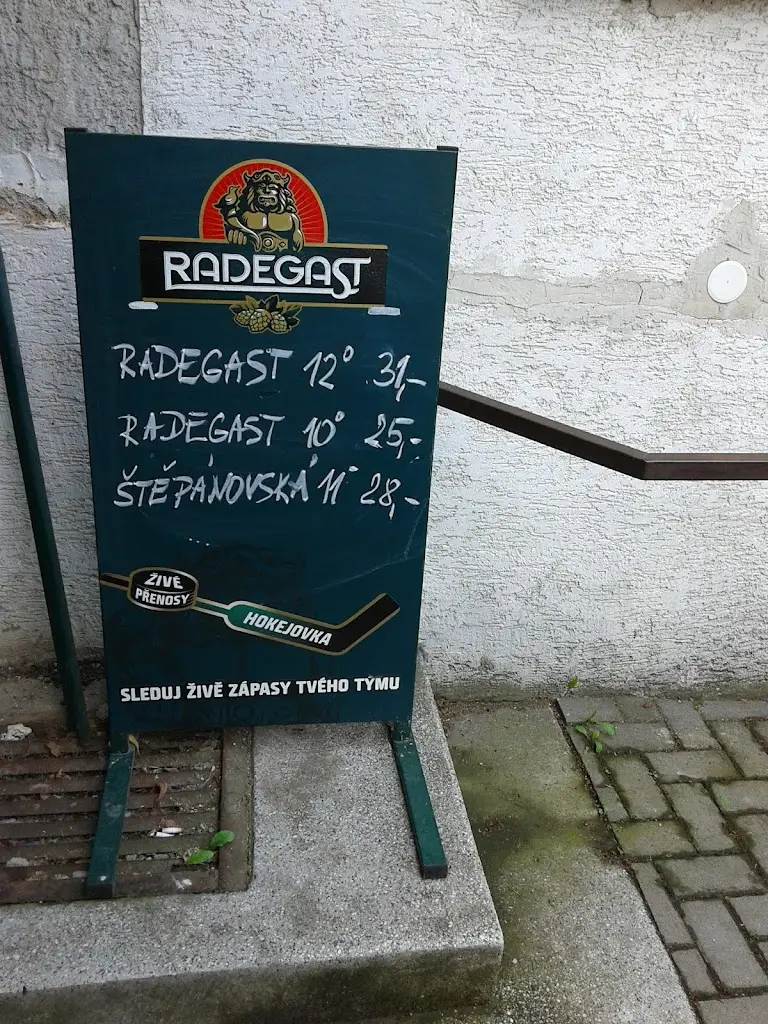 RADEGAST
RADEGAST 12° 31,-
RADEGAST 10° 25,-
ŠTĚPÁNOVSKÁ 11° 28,-
ŽIVÉ
PŘENOSY
HOKEJOVKA
SLEDUJ ŽIVĚ ZÁPASY TVÉHO TÝMU